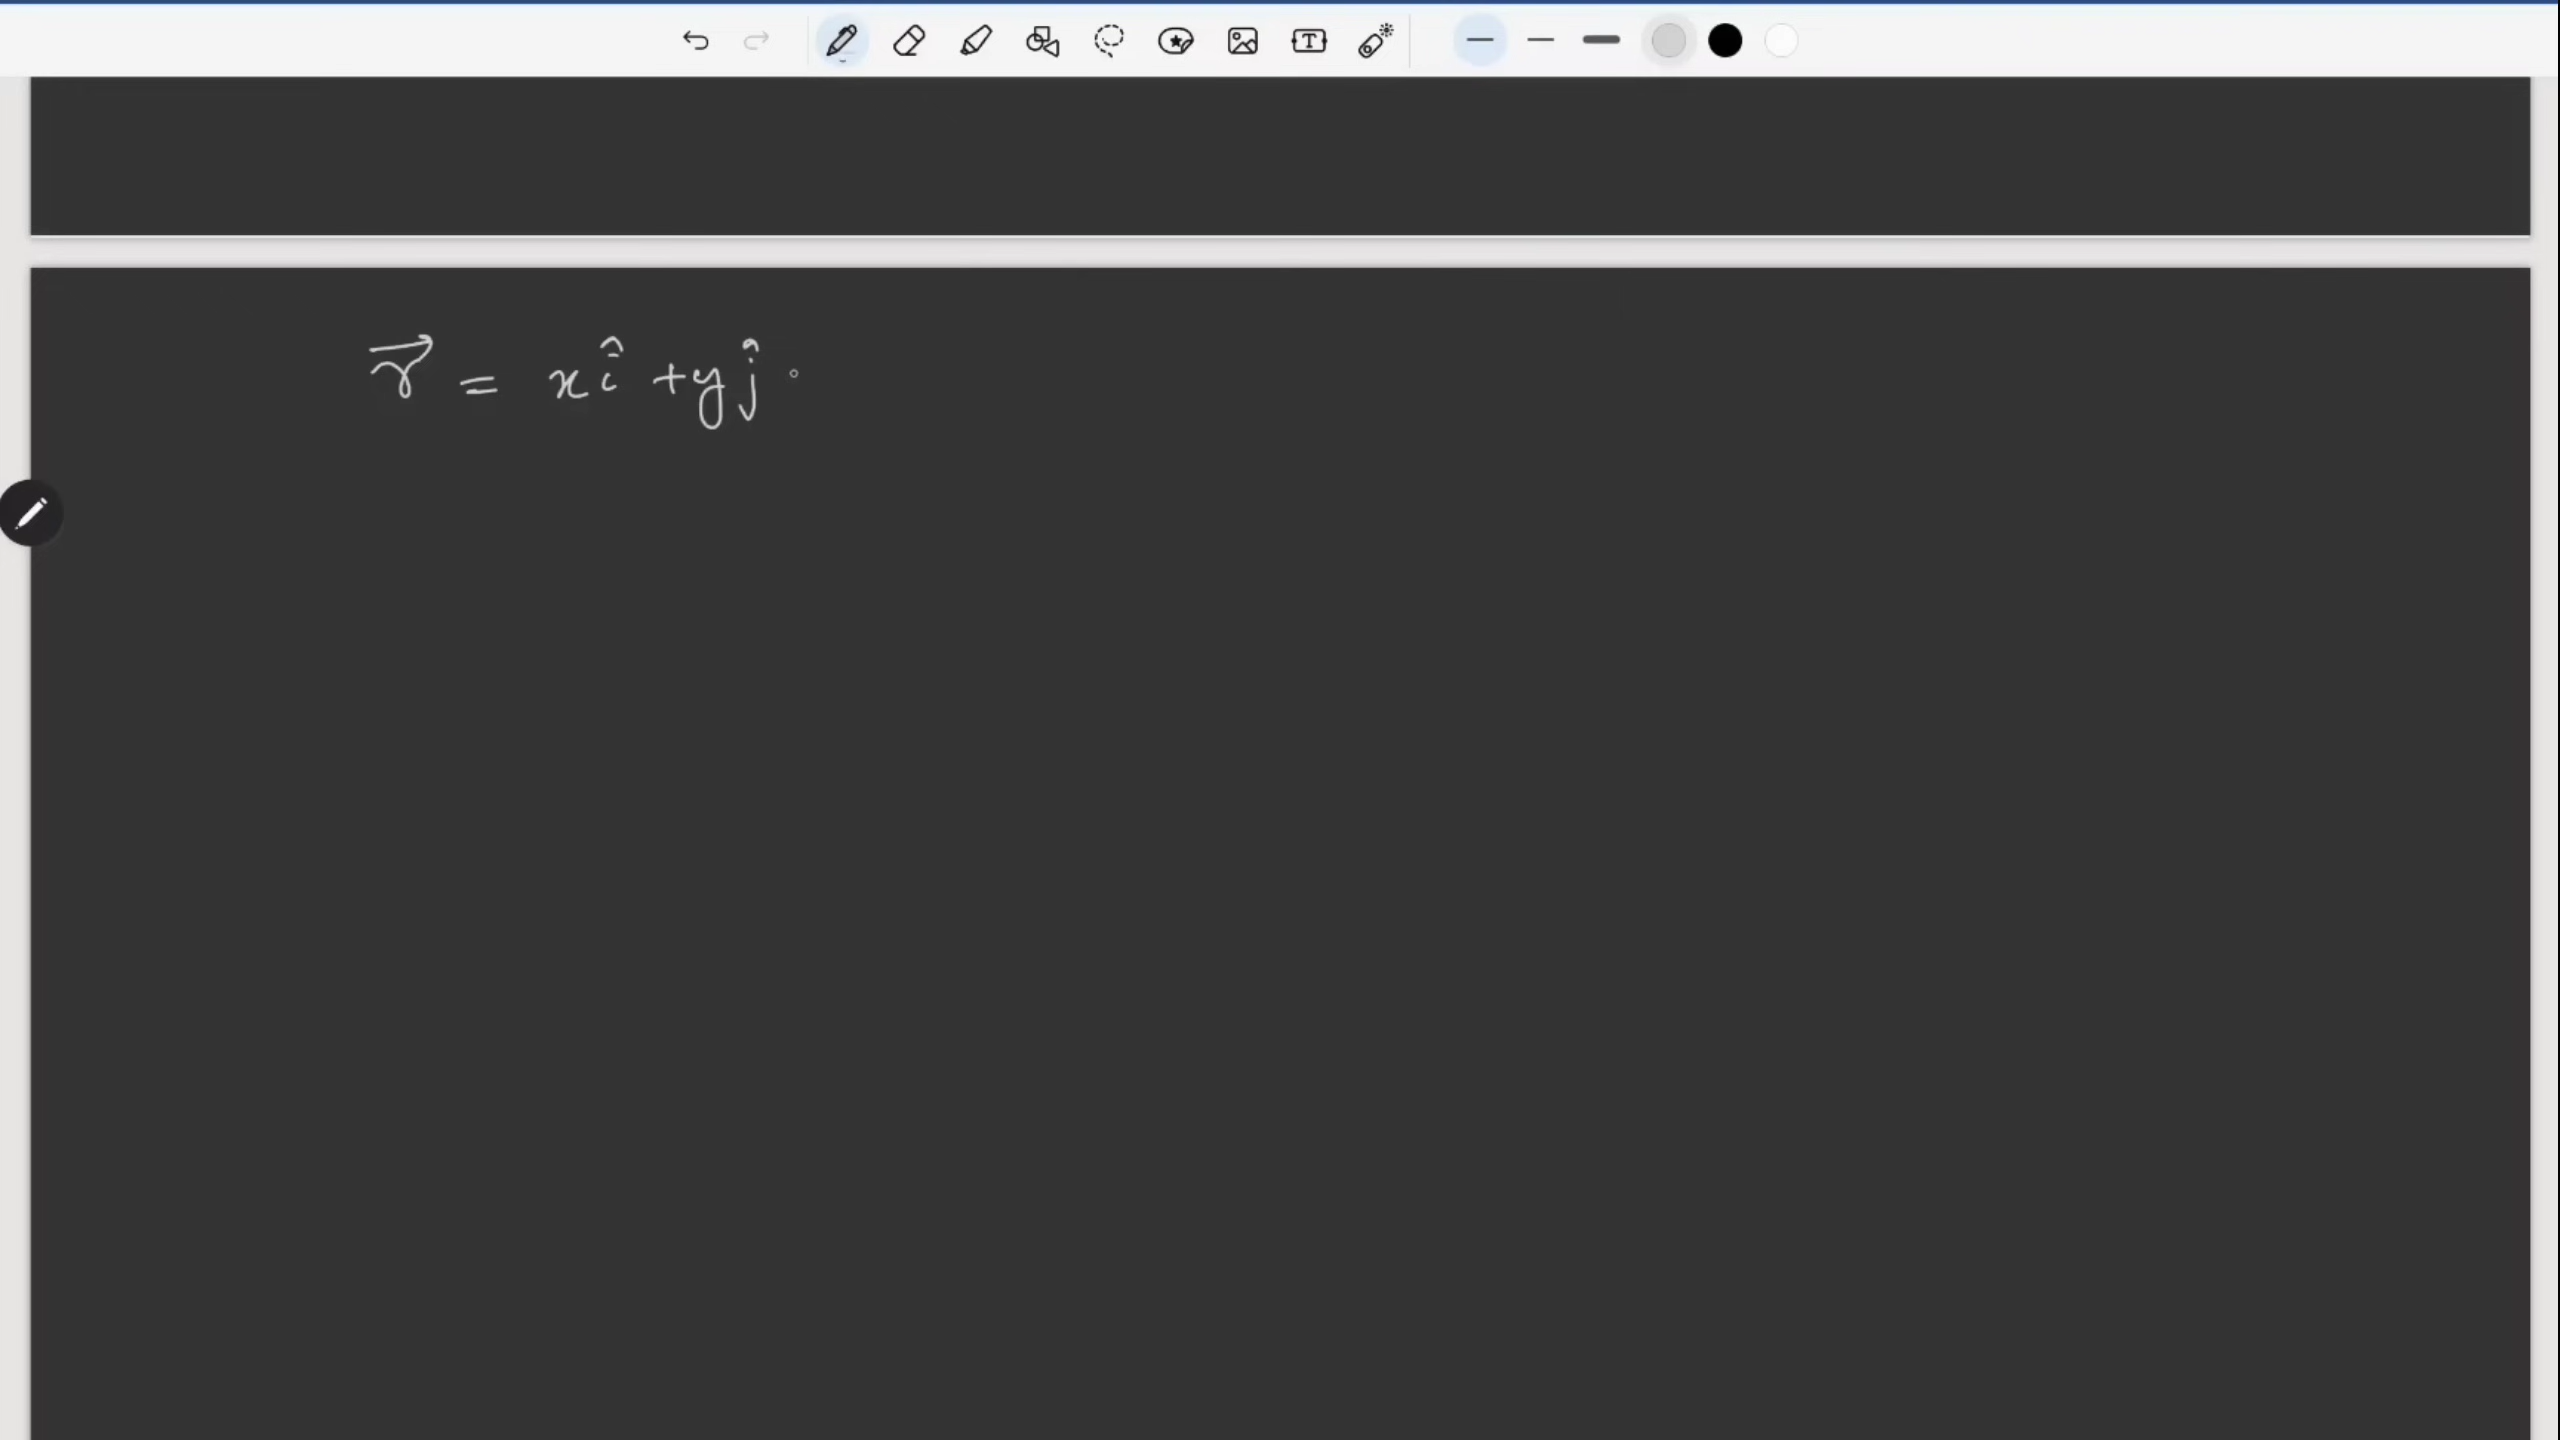 r⃗ = xî + yĵ